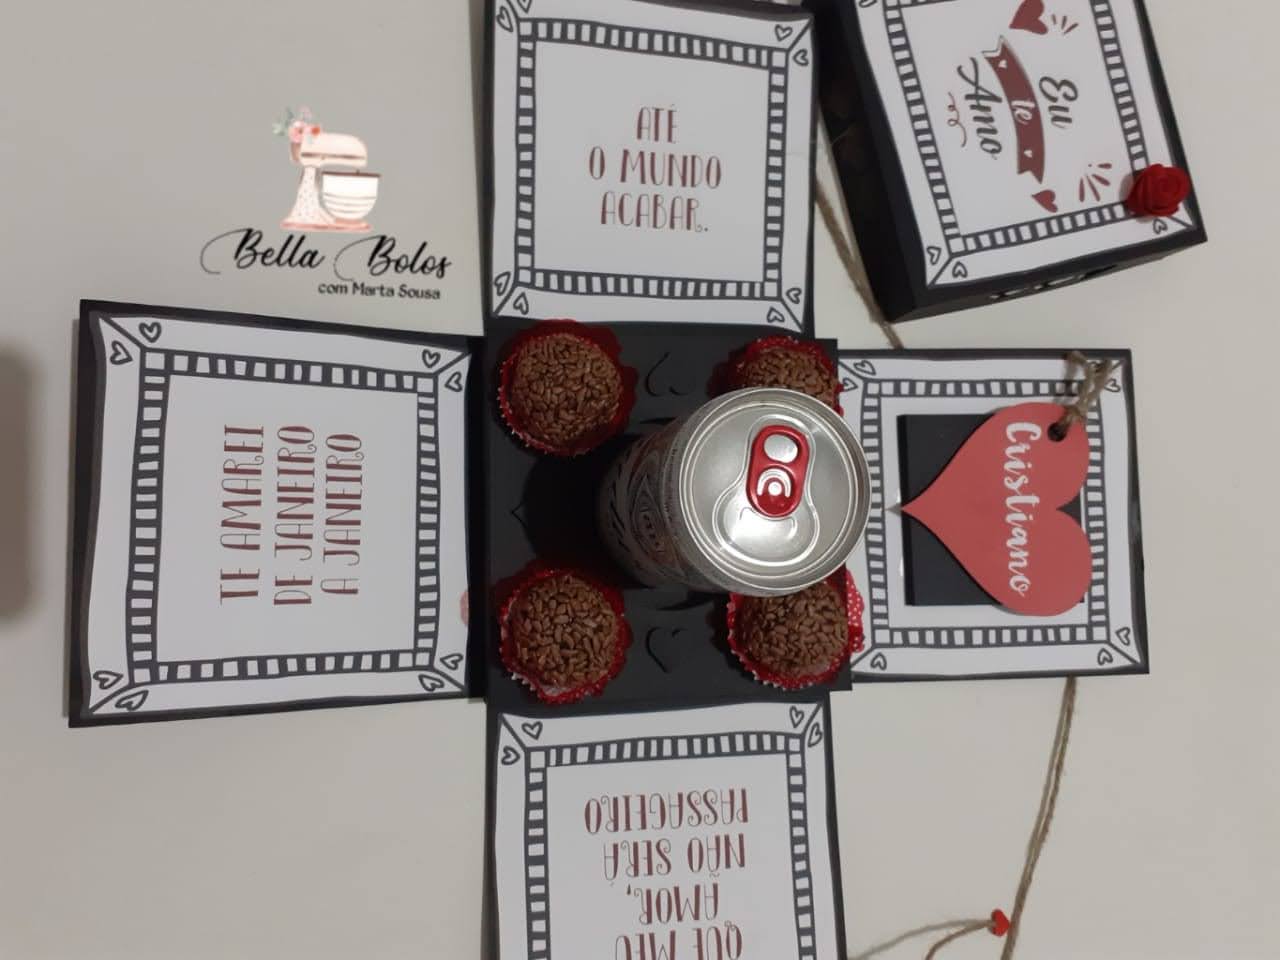 Eu
te
Amo
ATÉ
O MUNDO
ACABAR.
Bella Bolos
com Marta Sousa
TE AMAREI
DE JANEIRO
A JANEIRO
Cristiano
QUE MEU
AMOR,
NÃO SERÁ
PASSAGEIRO